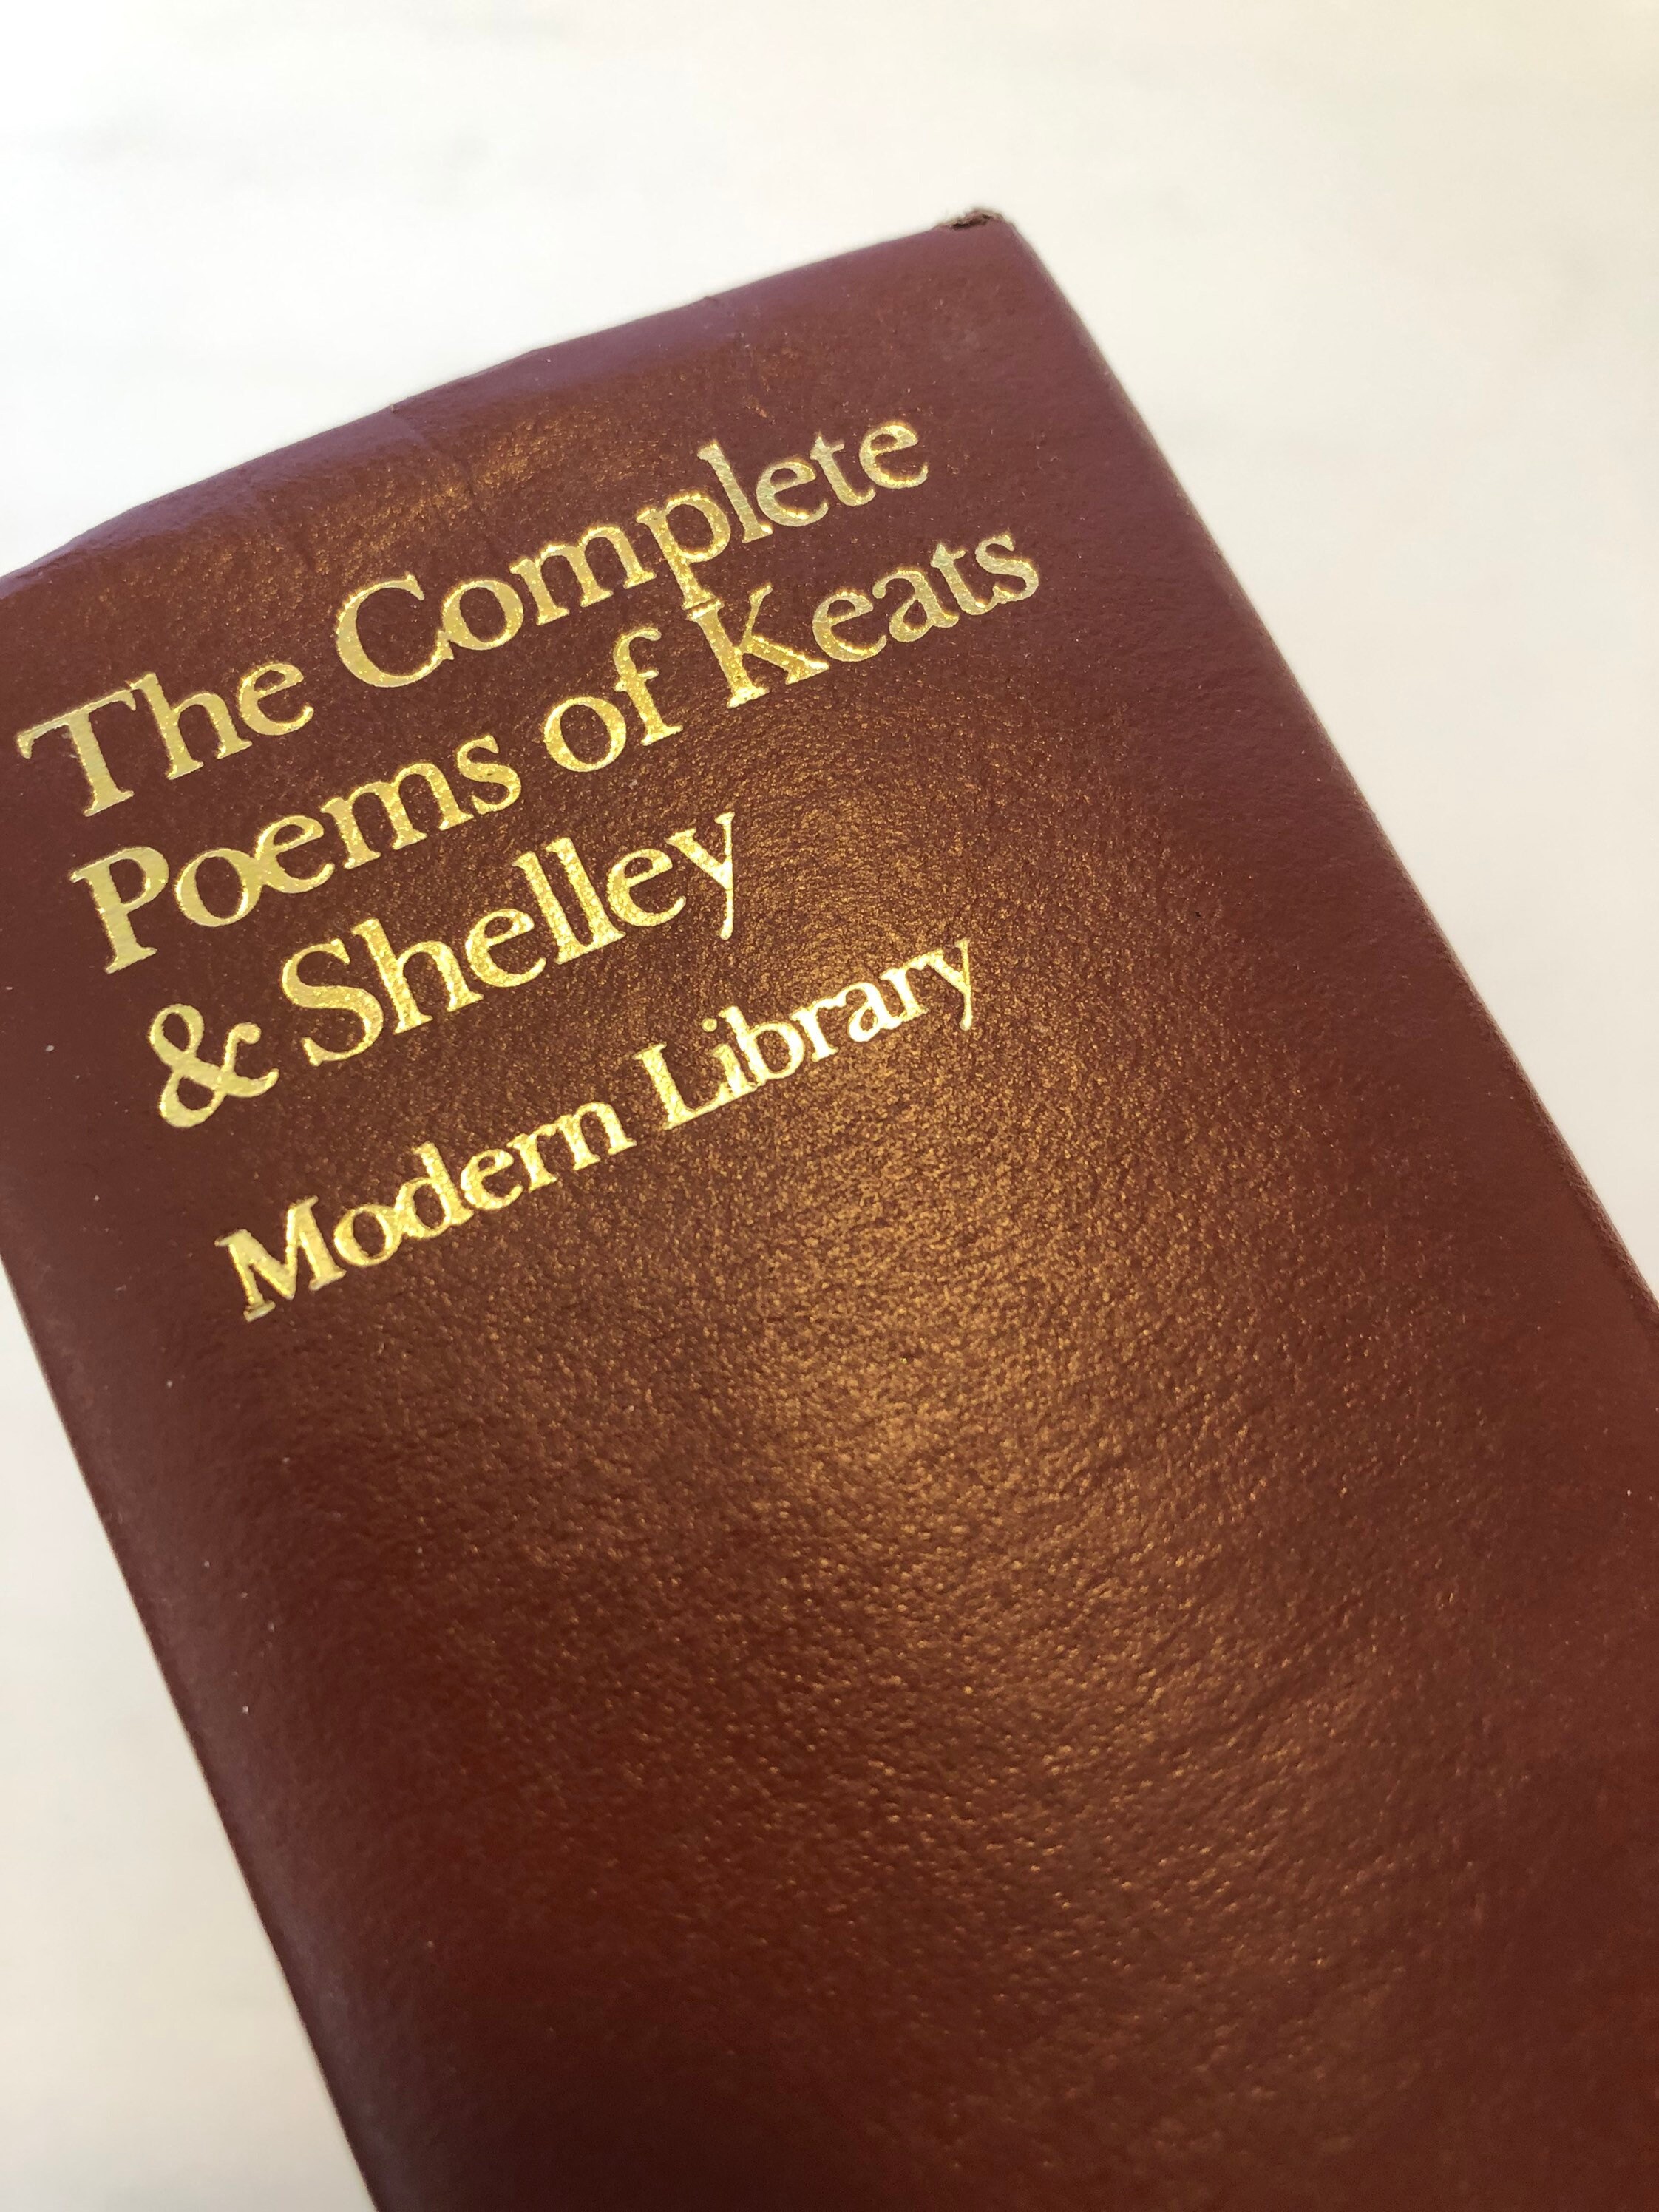 The Complete
Poems of Keats
& Shelley
Modern Library